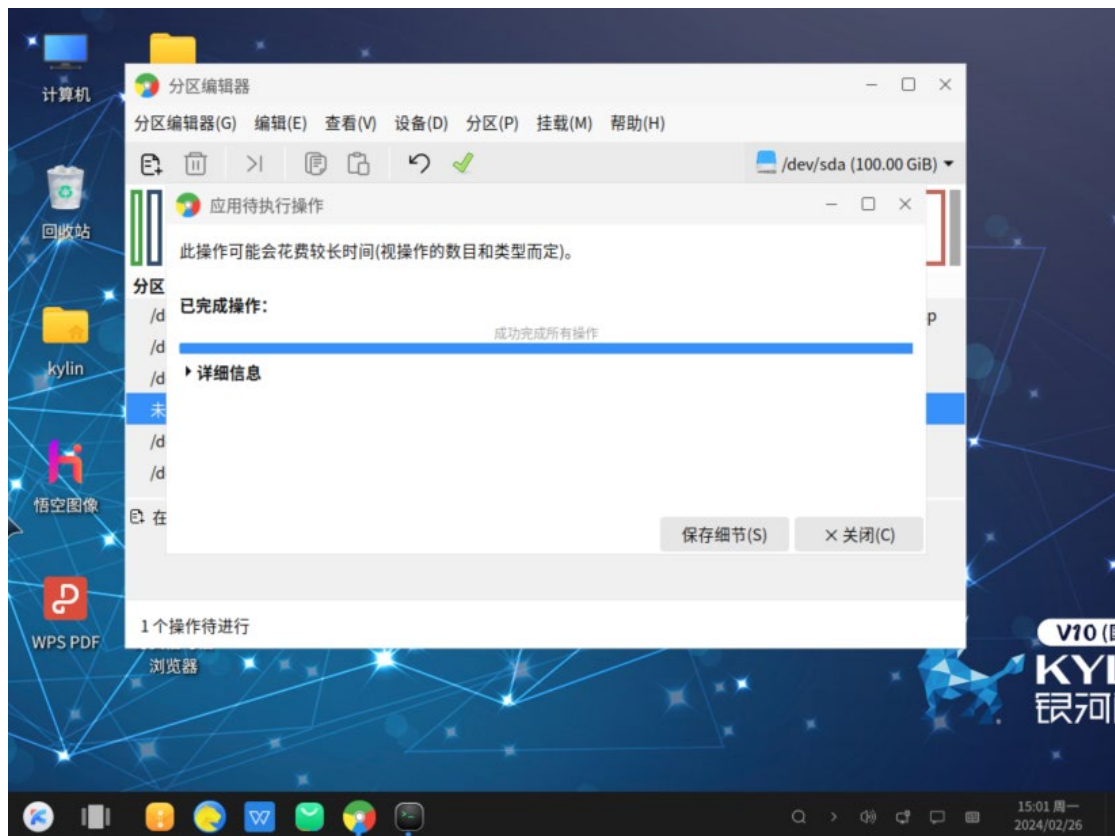 计算机
回收站
kylin
悟空图像
WPS PDF
浏览器
分区编辑器
分区编辑器(G) 编辑(E) 查看(V) 设备(D) 分区(P) 挂载(M) 帮助(H)
/dev/sda (100.00 GiB)
应用待执行操作
此操作可能会花费较长时间(视操作的数目和类型而定)。
分区
已完成操作：
/d
p
成功完成所有操作
/d
/d
详细信息
未
/d
/d
在
保存细节(S)
×关闭(C)
1个操作待进行
V10
KY
银河
15:01 周一
2024/02/26